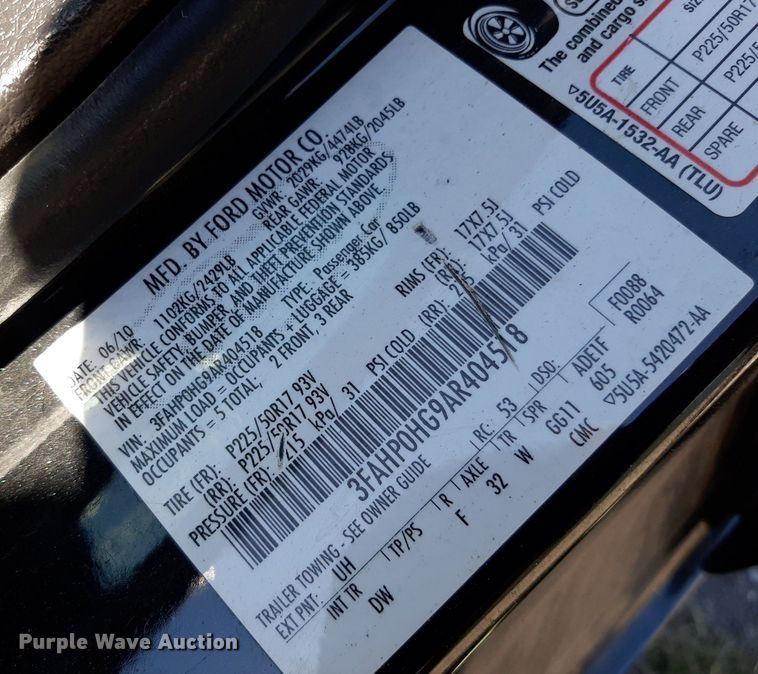 MFD. BY FORD MOTOR CO
DATE: 06/10 GVWR: 2029KG/4474LB
FRONT GAWR: 1102KG/2429LB REAR GAWR: 928KG/2045LB
THIS VEHICLE CONFORMS TO ALL APPLICABLE FEDERAL MOTOR
VEHICLE SAFETY, BUMPER, AND THEFT PREVENTION STANDARDS
IN EFFECT ON THE DATE OF MANUFACTURE SHOWN ABOVE.
VIN: 3FAHP0HG9AR404518 TYPE: Passenger Car
MAXIMUM LOAD = OCCUPANTS + LUGGAGE = 385KG/ 850LB
OCCUPANTS = 5 TOTAL, 2 FRONT, 3 REAR
TIRE (FR): P225/50R17 93V RIMS (FR): 17X7.5J
(RR): P225/50R17 93V (RR): 17X7.5J
PRESSURE (FR) 215 kPa/ 31 PSI COLD (RR): 215 kPa/ 31 PSI COLD
3FAHP0HG9AR404518
TRAILER TOWING - SEE OWNER GUIDE
EXT PNT: UH RC: 53 DSO: F0088
R0064
INT TR TP/PS R AXLE TR SPR ADE1F
DW F 32 W GG11 605
CMC ▽5U5A-5420472-AA
The combined
and cargo s
TIRE SIZ
FRONT P225/50R17
REAR P225/5
SPARE
▽5U5A-1532-AA (TLU)
Purple Wave Auction